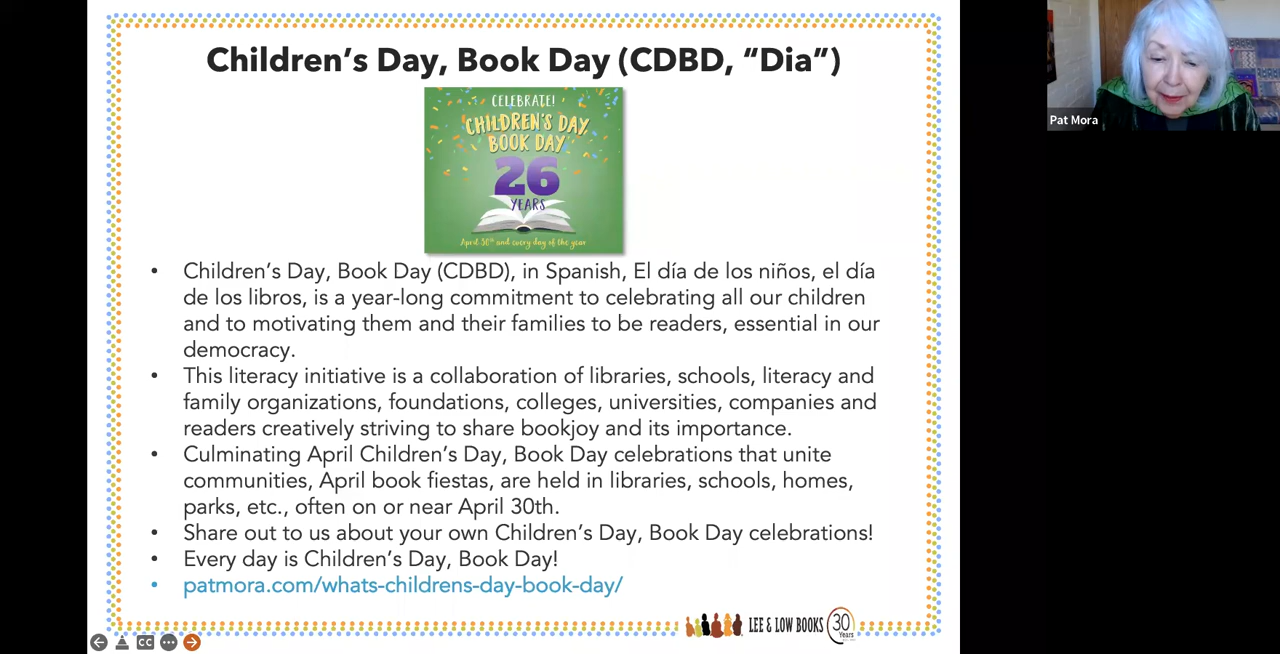 Children's Day, Book Day (CDBD, “Dia”)
CELEBRATE!
CHILDREN'S DAY,
BOOK DAY
26
YEARS
April 30th and every day of the year
• Children's Day, Book Day (CDBD), in Spanish, El día de los niños, el día
de los libros, is a year-long commitment to celebrating all our children
and to motivating them and their families to be readers, essential in our
democracy.
• This literacy initiative is a collaboration of libraries, schools, literacy and
family organizations, foundations, colleges, universities, companies and
readers creatively striving to share bookjoy and its importance.
• Culminating April Children's Day, Book Day celebrations that unite
communities, April book fiestas, are held in libraries, schools, homes,
parks, etc., often on or near April 30th.
• Share out to us about your own Children's Day, Book Day celebrations!
• Every day is Children's Day, Book Day!
• patmora.com/whats-childrens-day-book-day/
LEE & LOW BOOKS
30
Years
CC
Pat Mora